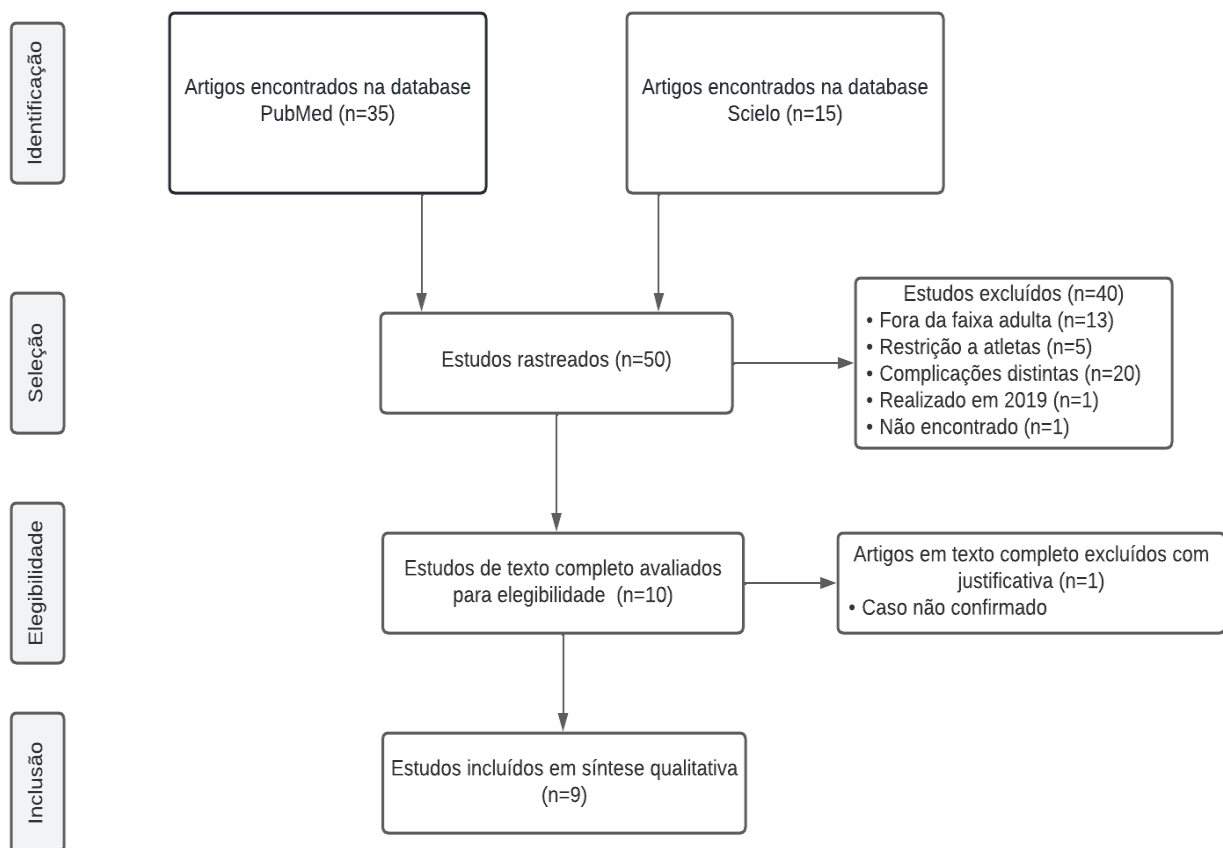 Identificação
Artigos encontrados na database
PubMed (n=35)
Artigos encontrados na database
Scielo (n=15)
Seleção
Estudos rastreados (n=50)
Estudos excluídos (n=40)
• Fora da faixa adulta (n=13)
• Restrição a atletas (n=5)
• Complicações distintas (n=20)
• Realizado em 2019 (n=1)
• Não encontrado (n=1)
Elegibilidade
Estudos de texto completo avaliados
para elegibilidade (n=10)
Artigos em texto completo excluídos com
justificativa (n=1)
• Caso não confirmado
Inclusão
Estudos incluídos em síntese qualitativa
(n=9)